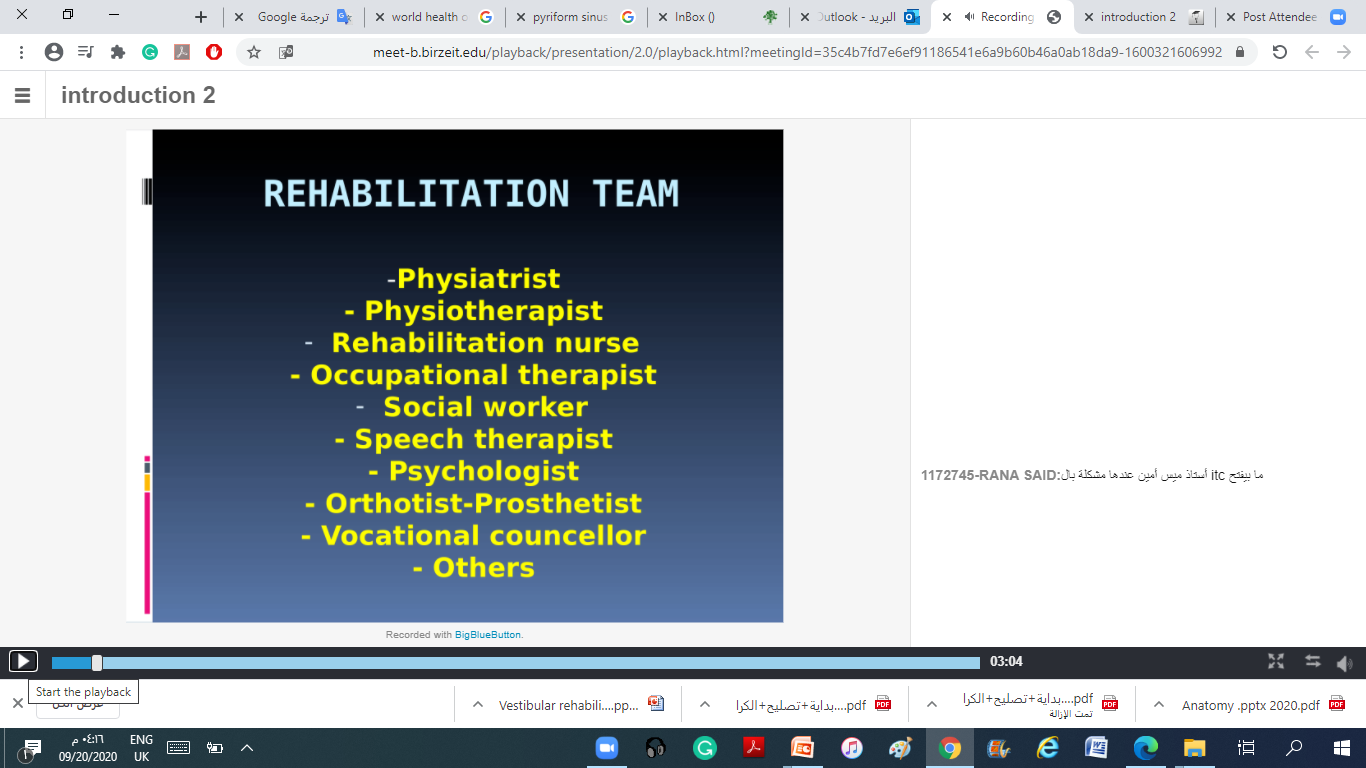 ترجمة Google
world health o
pyriform sinus
InBox ()
البريد - Outlook
Recording
introduction 2
Post Attendee
meet-b.birzeit.edu/playback/presentation/2.0/playback.html?meetingId=35c4b7fd7e6ef91186541e6a9b60b46a0ab18da9-1600321606992
introduction 2
REHABILITATION TEAM
-Physiatrist
- Physiotherapist
- Rehabilitation nurse
- Occupational therapist
- Social worker
- Speech therapist
- Psychologist
- Orthotist-Prosthetist
- Vocational councellor
- Others
1172745-RANA SAID:أستاذ ميس أمين عندها مشكلة بال itc ما بيفتح
Recorded with BigBlueButton.
03:04
Start the playback
Vestibular rehabili....pp...
بداية+تصليح+الكرا....pdf
بداية+تصليح+الكرا....pdf
تمت الإزالة
Anatomy .pptx 2020.pdf
٠٤:١٦ م
09/20/2020
ENG
UK
1